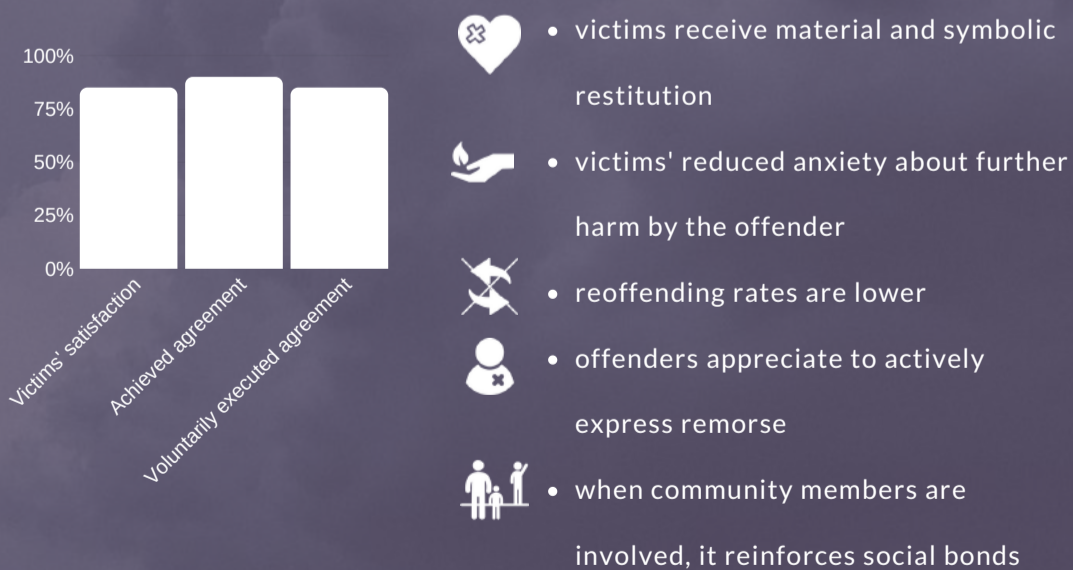 100%
75%
50%
25%
0%
Victims' satisfaction
Achieved agreement
Voluntarily executed agreement
• victims receive material and symbolic
restitution
• victims' reduced anxiety about further
harm by the offender
• reoffending rates are lower
• offenders appreciate to actively
express remorse
• when community members are
involved, it reinforces social bonds